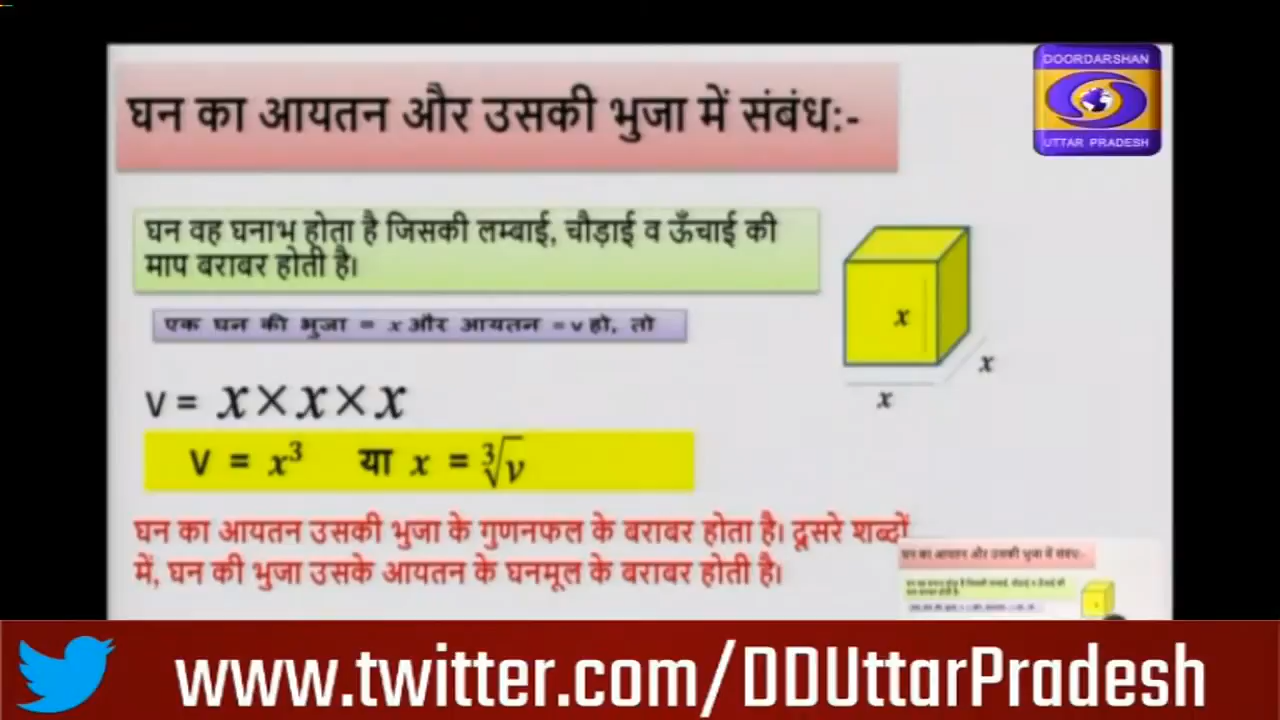 घन का आयतन और उसकी भुजा में संबंध:-
DOORDARSHAN
UTTAR PRADESH
घन वह घनाभ होता है जिसकी लम्बाई, चौड़ाई व ऊँचाई की
माप बराबर होती है।
एक घन की भुजा = x और आयतन = v हो, तो
x
x
x
v = x×x×x
V = x³ या x = ∛v
घन का आयतन उसकी भुजा के गुणनफल के बराबर होता है। दूसरे शब्दों
में, घन की भुजा उसके आयतन के घनमूल के बराबर होती है।
घन का आयतन और उसकी भुजा में संबंध:-
www.twitter.com/DDUttarPradesh